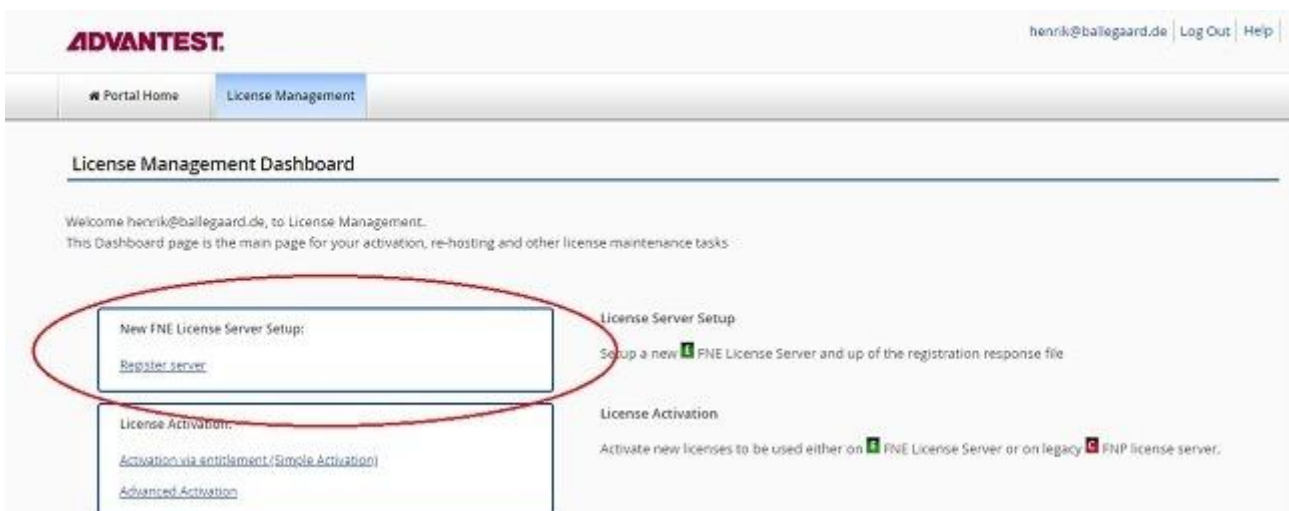 ADVANTEST.
henrik@ballegaard.de | Log Out | Help
Portal Home
License Management
License Management Dashboard
Welcome henrik@ballegaard.de, to License Management.
This Dashboard page is the main page for your activation, re-hosting and other license maintenance tasks
New FNE License Server Setup:
Register server
License Server Setup
Setup a new E FNE License Server and up of the registration response file
License Activation:
Activation via entitlement (Simple Activation)
Advanced Activation
License Activation
Activate new licenses to be used either on E FNE License Server or on legacy FNP license server.